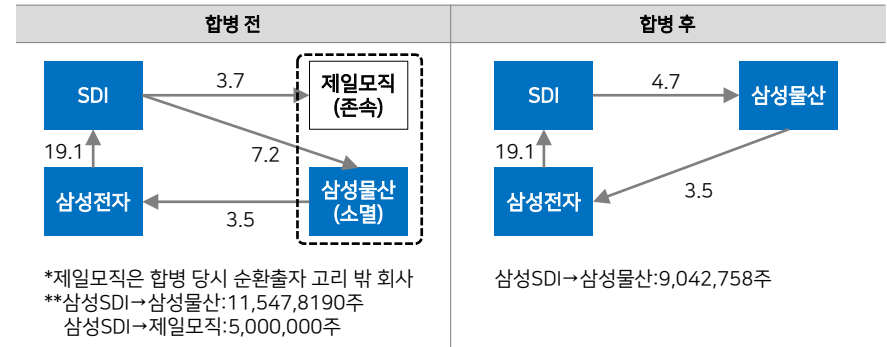 합병 전
합병 후
SDI
3.7
제일모직
(존속)
19.1
7.2
삼성전자
3.5
삼성물산
(소멸)
*제일모직은 합병 당시 순환출자 고리 밖 회사
**삼성SDI→삼성물산:11,547,8190주
삼성SDI→제일모직:5,000,000주
SDI
4.7
삼성물산
19.1
삼성전자
3.5
삼성SDI→삼성물산:9,042,758주